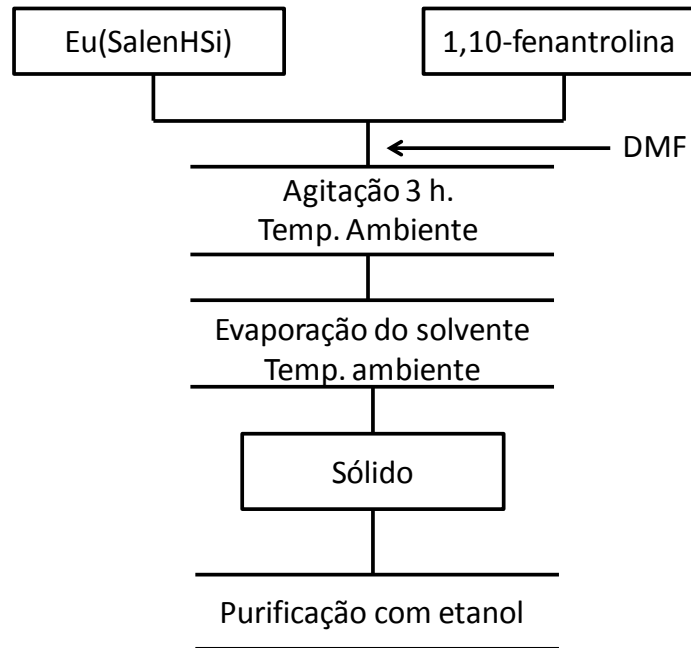 Eu(SalenHSi)
1,10-fenantrolina
DMF
Agitação 3 h.
Temp. Ambiente
Evaporação do solvente
Temp. ambiente
Sólido
Purificação com etanol